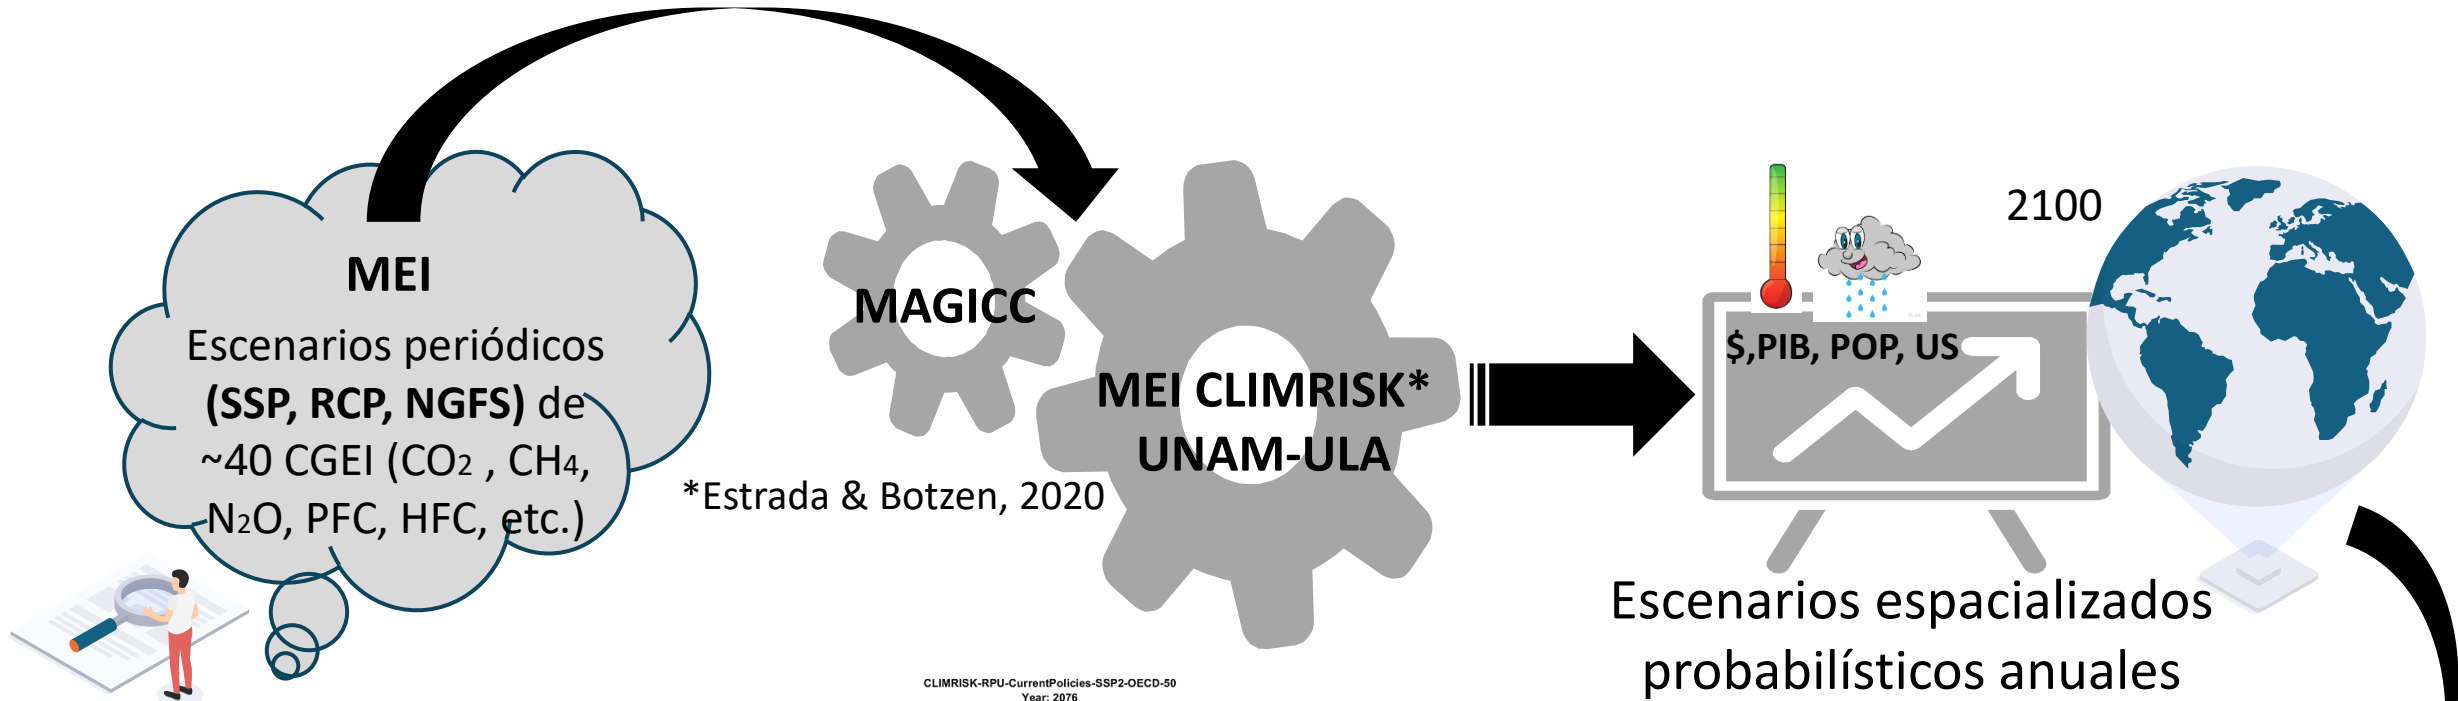 MEI
Escenarios periódicos
(SSP, RCP, NGFS) de
~40 CGEI (CO2 , CH4,
N2O, PFC, HFC, etc.)
MAGICC
MEI CLIMRISK*
UNAM-ULA
*Estrada & Botzen, 2020
2100
$,PIB, POP, US
Escenarios espacializados
probabilísticos anuales
CLIMRISK-RPU-CurrentPolicies-SSP2-OECD-50
Year: 2076